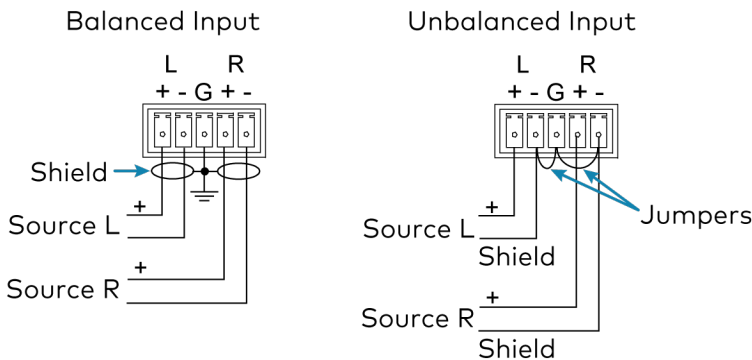 Balanced Input
L R
+ - G + -
Shield
+
Source L
+
Source R
Unbalanced Input
L R
+ - G + -
Jumpers
+
Source L
Shield
+
Source R
Shield